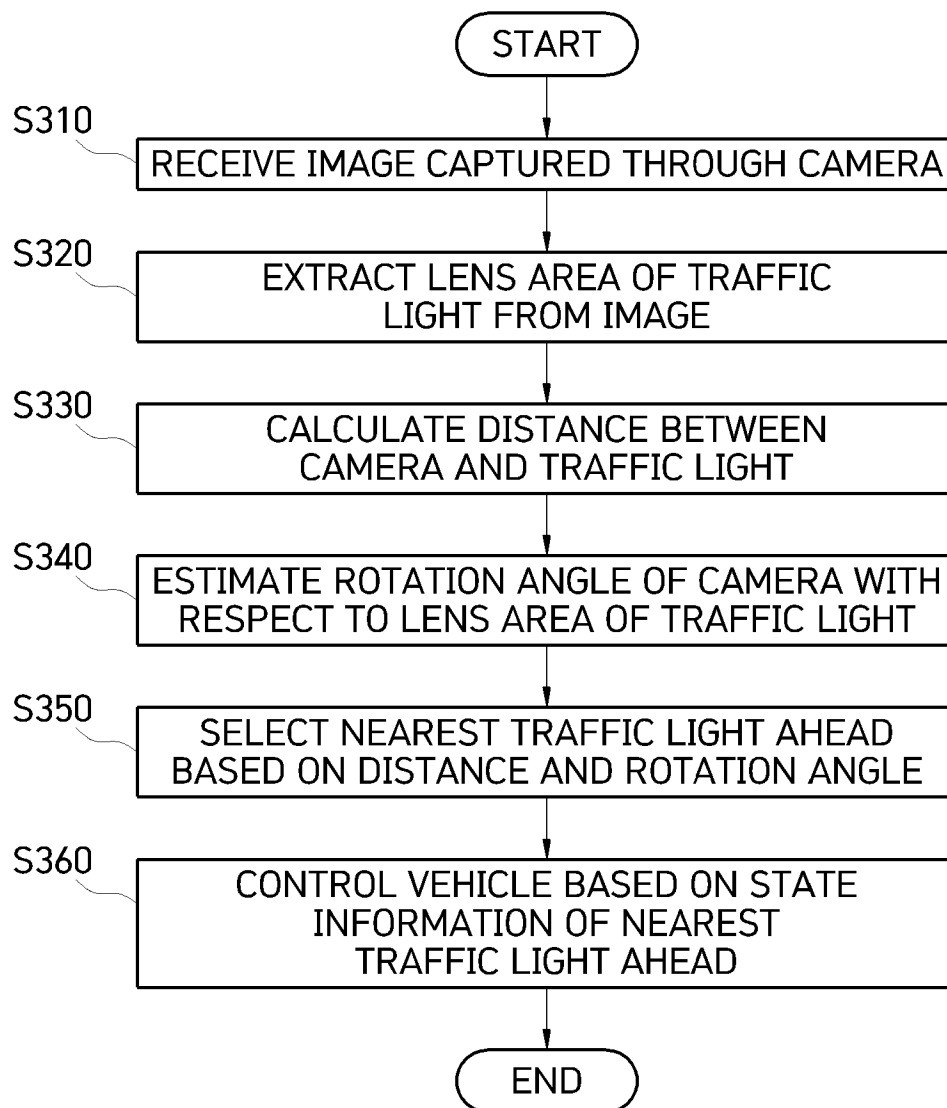 START
S310
RECEIVE IMAGE CAPTURED THROUGH CAMERA
S320
EXTRACT LENS AREA OF TRAFFIC
LIGHT FROM IMAGE
S330
CALCULATE DISTANCE BETWEEN
CAMERA AND TRAFFIC LIGHT
S340
ESTIMATE ROTATION ANGLE OF CAMERA WITH
RESPECT TO LENS AREA OF TRAFFIC LIGHT
S350
SELECT NEAREST TRAFFIC LIGHT AHEAD
BASED ON DISTANCE AND ROTATION ANGLE
S360
CONTROL VEHICLE BASED ON STATE
INFORMATION OF NEAREST
TRAFFIC LIGHT AHEAD
END